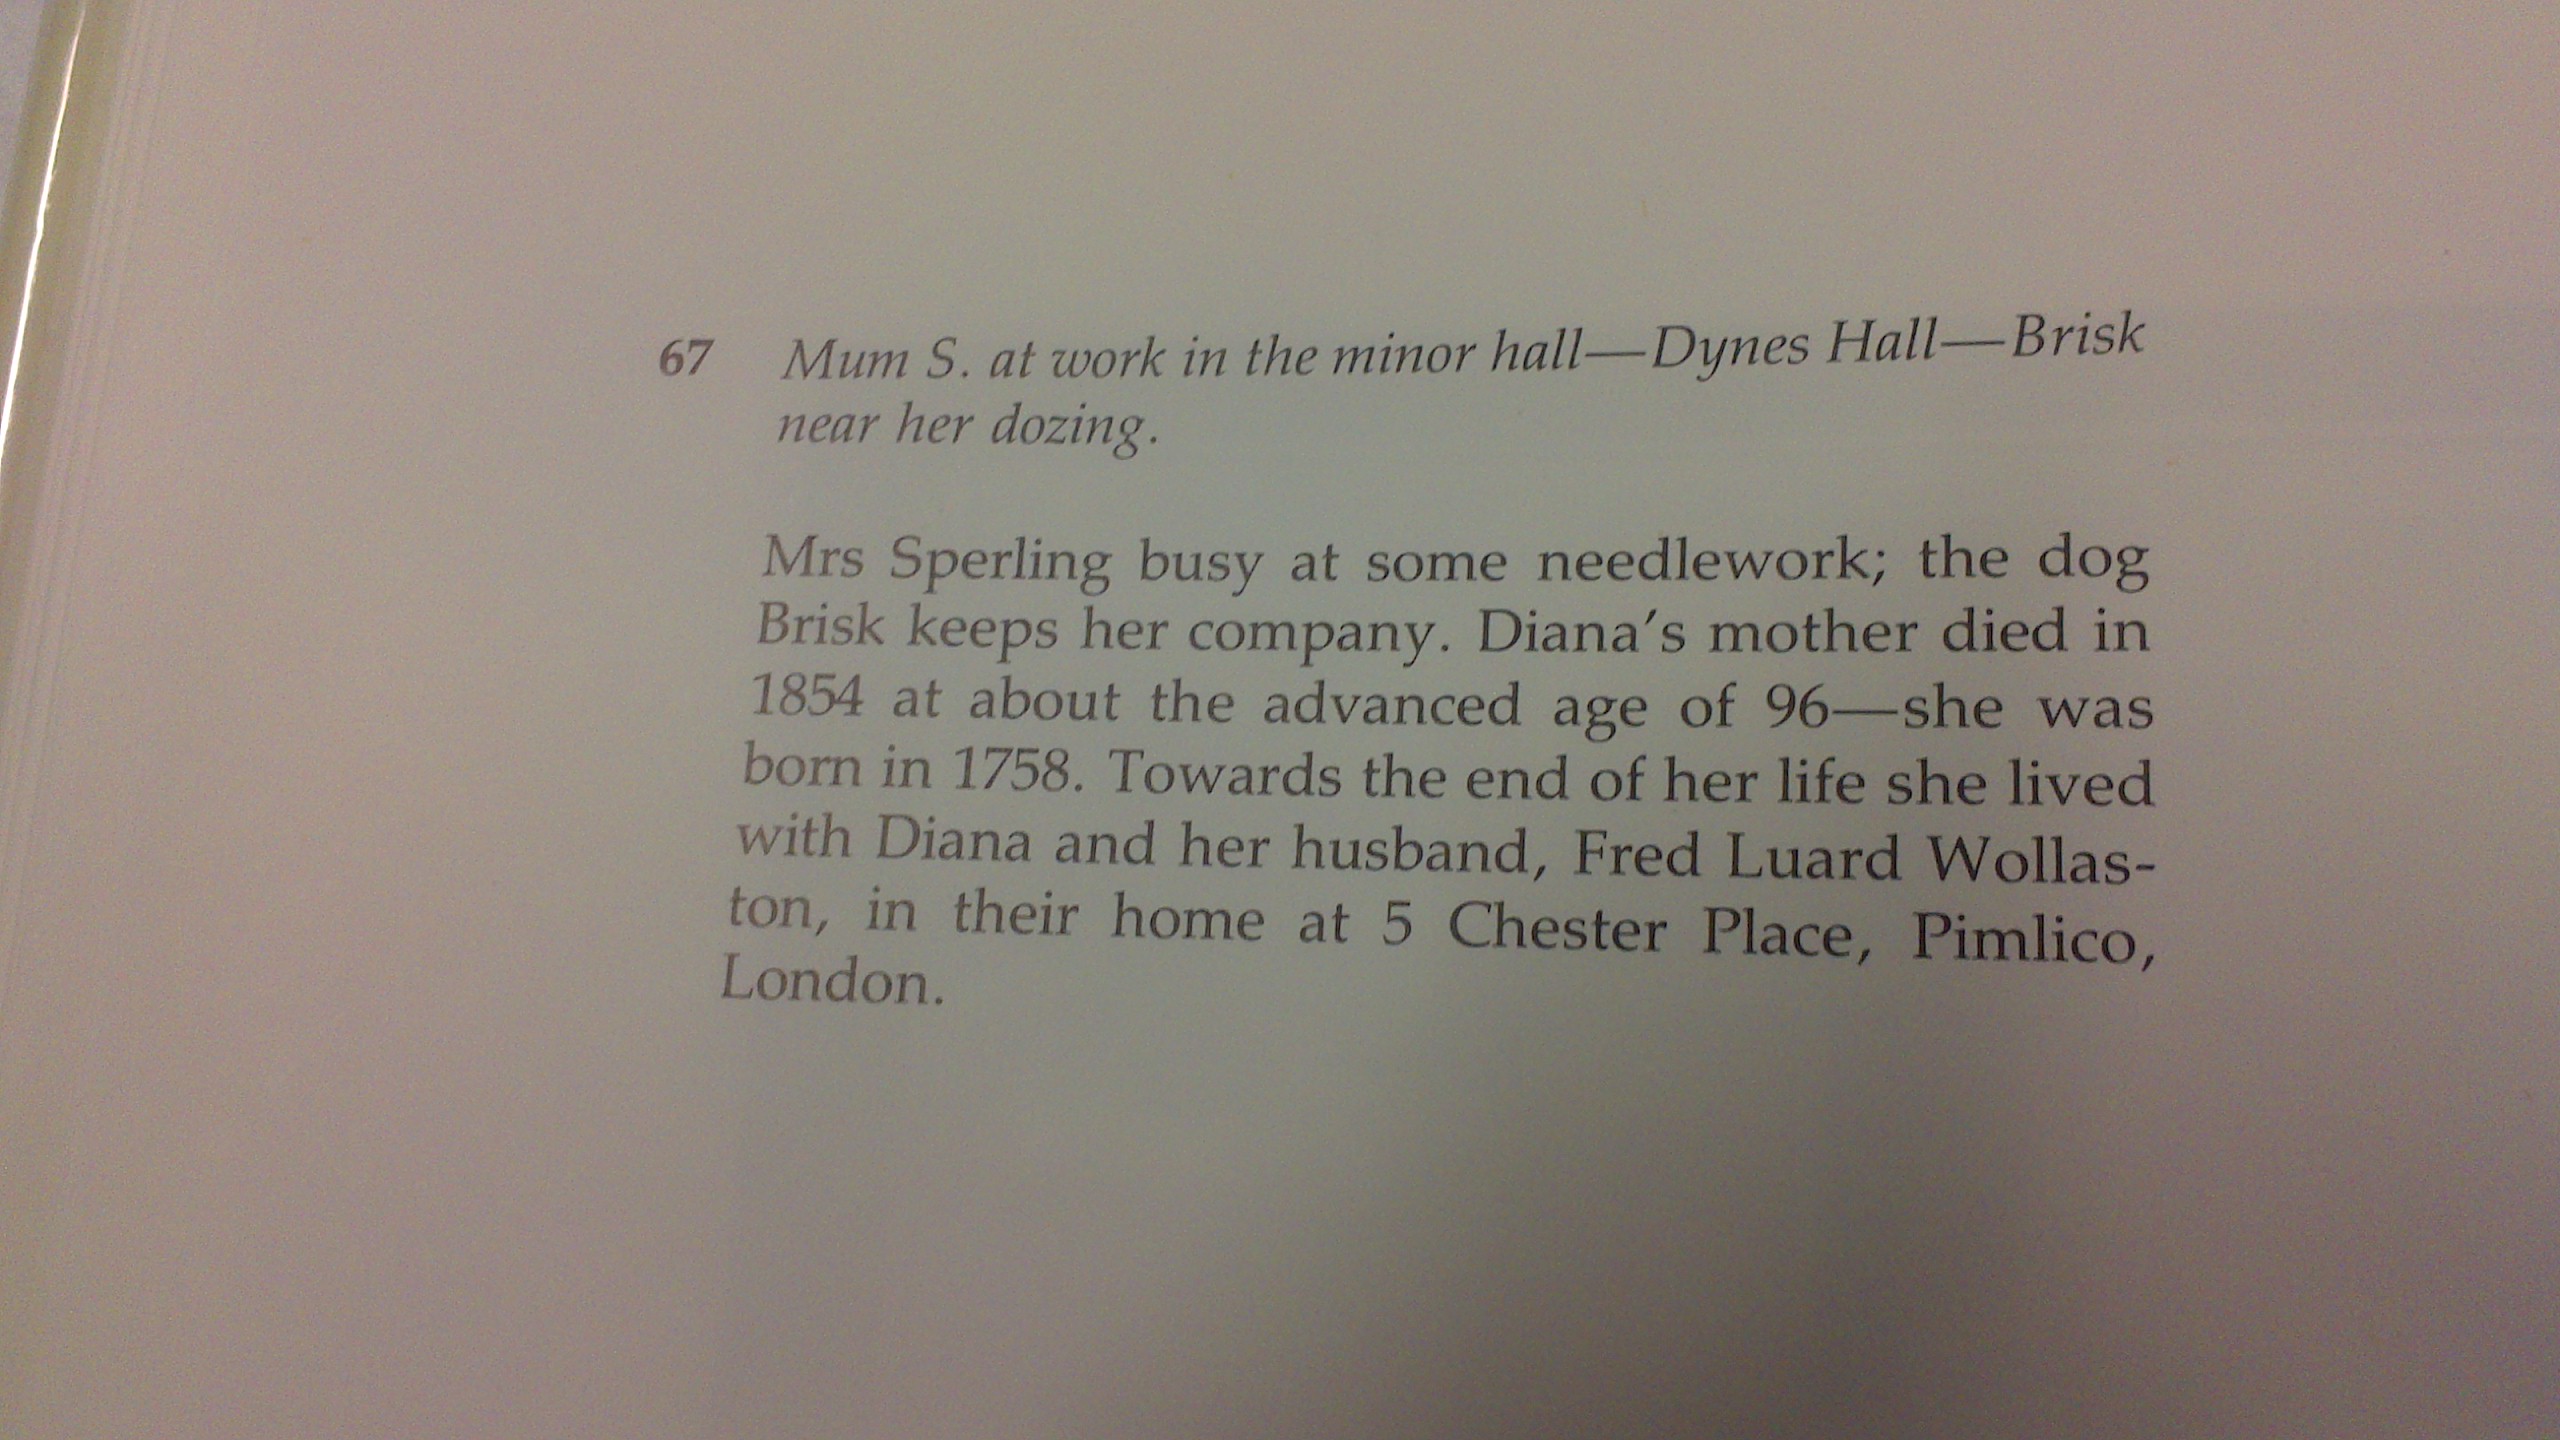 67 Mum S. at work in the minor hall—Dynes Hall—Brisk
near her dozing.
Mrs Sperling busy at some needlework; the dog
Brisk keeps her company. Diana's mother died in
1854 at about the advanced age of 96—she was
born in 1758. Towards the end of her life she lived
with Diana and her husband, Fred Luard Wollas-
ton, in their home at 5 Chester Place, Pimlico,
London.